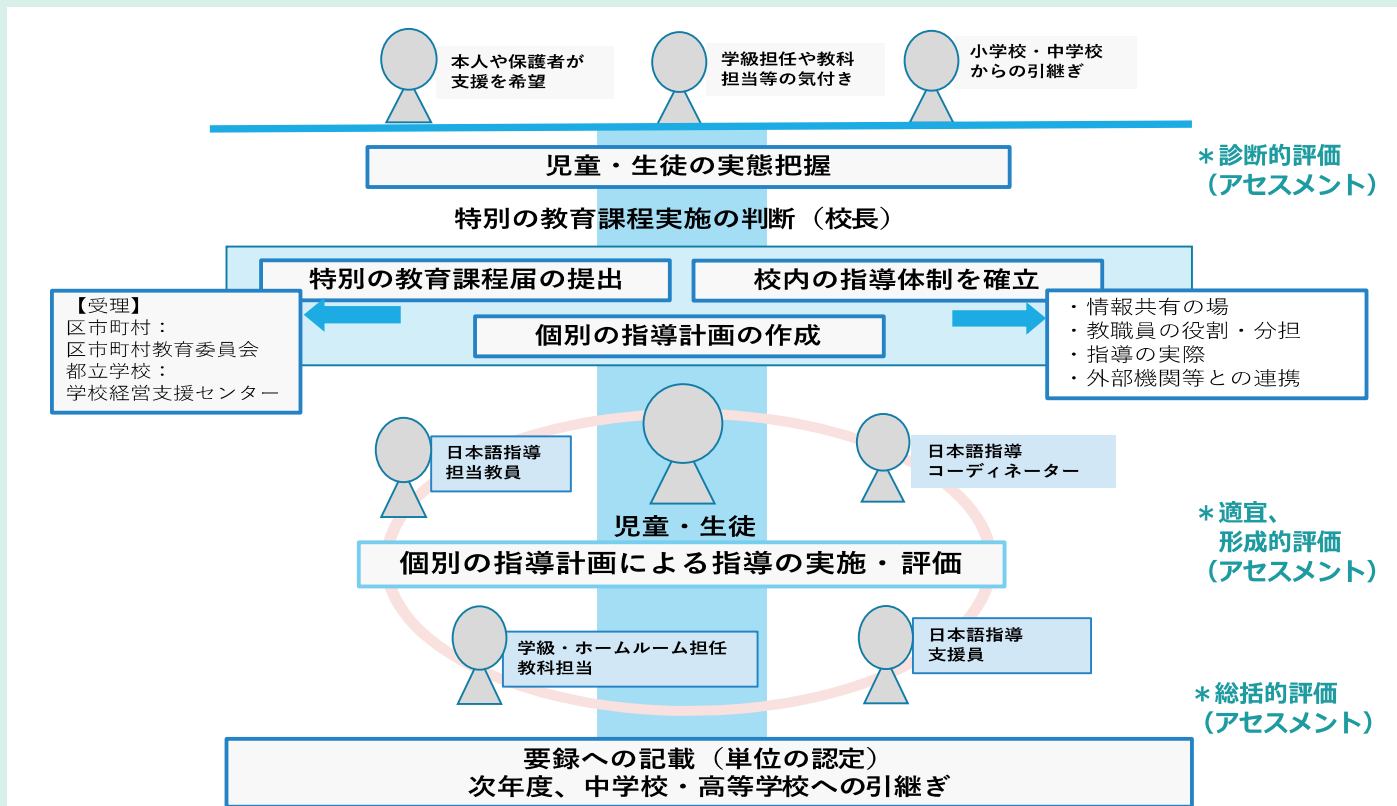 本人や保護者が
支援を希望
学級担任や教科
担当等の気付き
小学校・中学校
からの引継ぎ
児童・生徒の実態把握
＊診断的評価
（アセスメント）
特別の教育課程実施の判断（校長）
特別の教育課程届の提出
校内の指導体制を確立
個別の指導計画の作成
【受理】
区市町村：
区市町村教育委員会
都立学校：
学校経営支援センター
・情報共有の場
・教職員の役割・分担
・指導の実際
・外部機関等との連携
日本語指導
担当教員
日本語指導
コーディネーター
児童・生徒
個別の指導計画による指導の実施・評価
＊適宜、
形成的評価
（アセスメント）
学級・ホームルーム担任
教科担当
日本語指導
支援員
＊総括的評価
（アセスメント）
要録への記載（単位の認定）
次年度、中学校・高等学校への引継ぎ